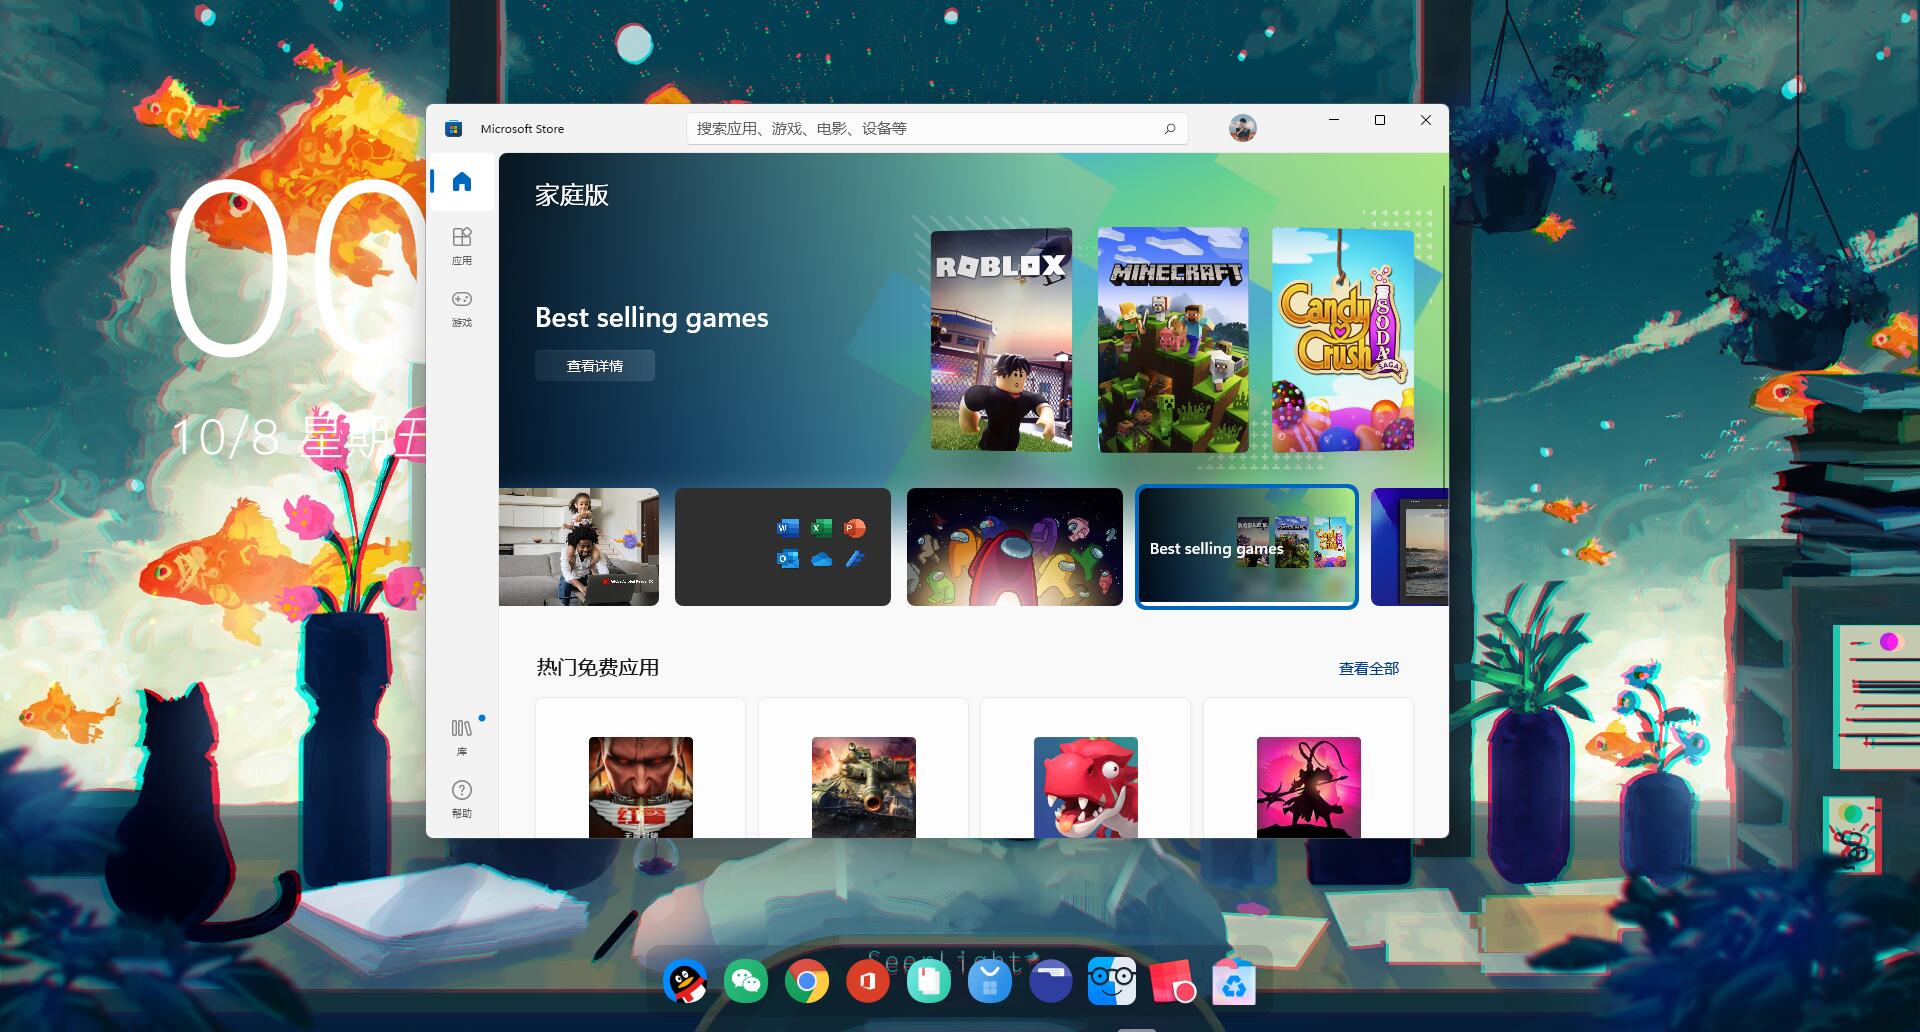 Microsoft Store
搜索应用、游戏、电影、设备等
家庭版
应用
游戏
Best selling games
查看详情
ROBLOX
MINECRAFT
Candy Crush
SODA
SAGA
00
10/8 星期五
Best selling games
热门免费应用
查看全部
库
帮助
红警
SeenLight